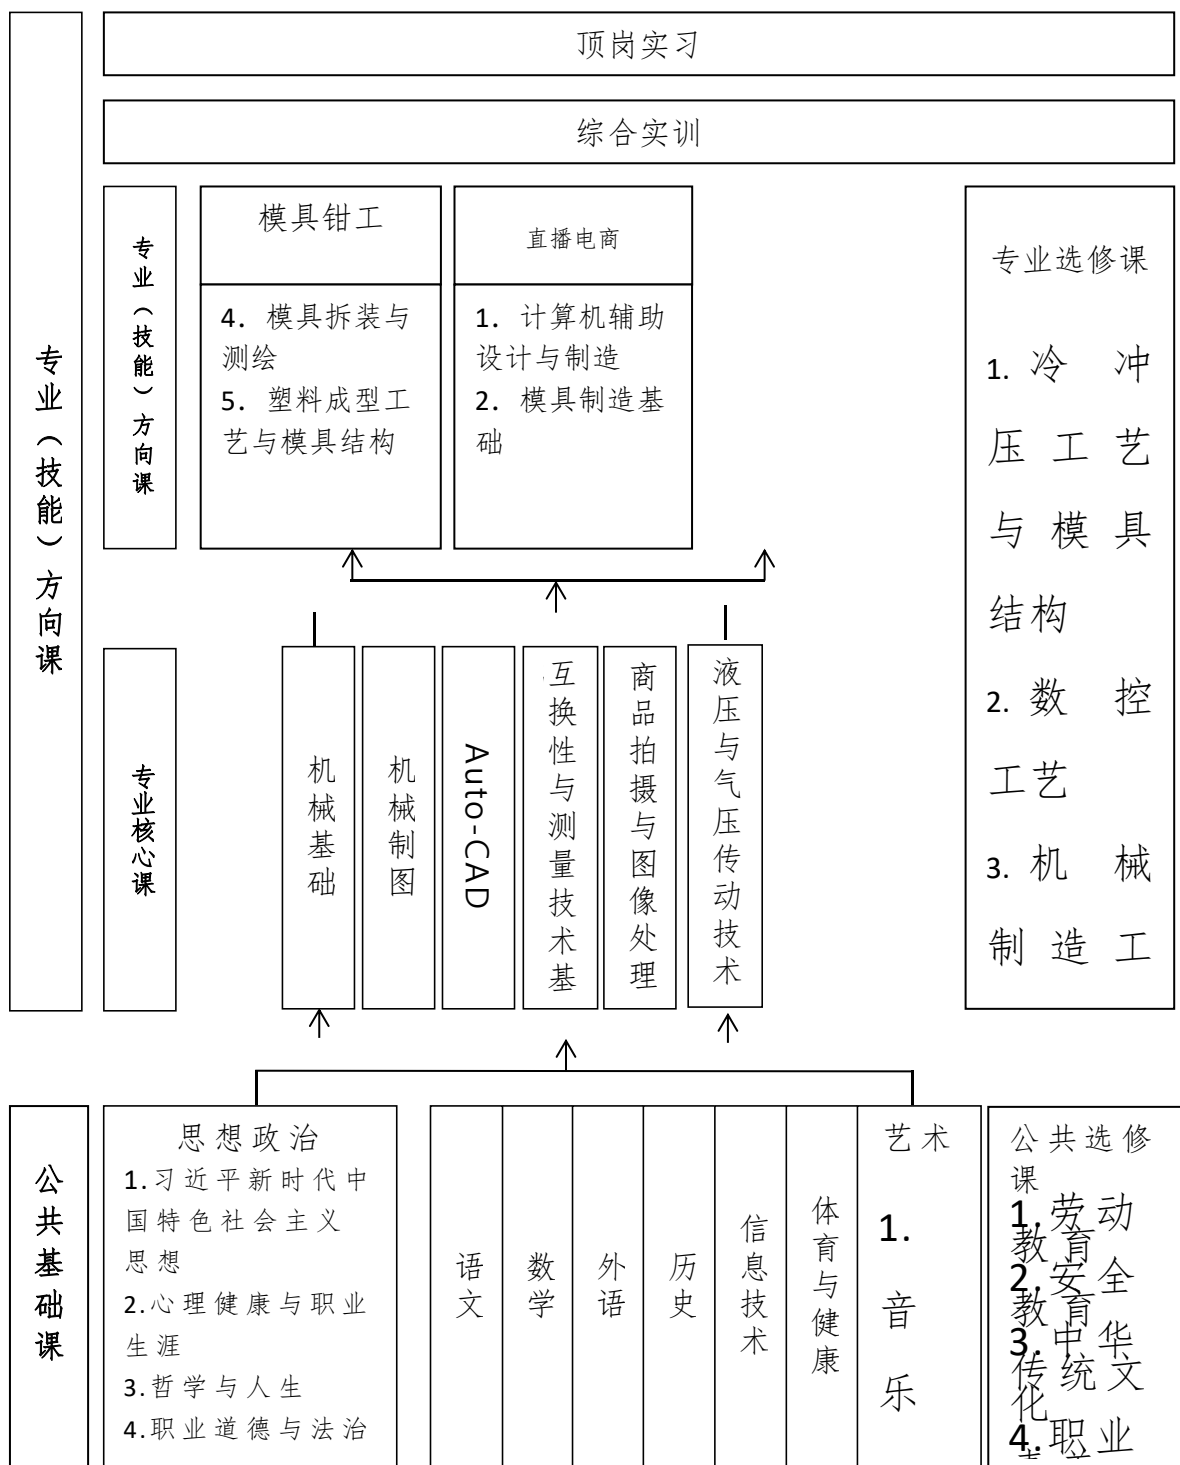 顶岗实习
综合实训
专业（技能）方向课
专业（技能）方向课
模具钳工
4. 模具拆装与
测绘
5. 塑料成型工
艺与模具结构
直播电商
1. 计算机辅助
设计与制造
2. 模具制造基
础
专业选修课
1. 冷 冲
压工艺
与模具
结构
2. 数 控
工艺
3. 机 械
制造工
专业核心课
机械基础
机械制图
Auto-CAD
互换性与测量技术基
商品拍摄与图像处理
液压与气压传动技术
公共基础课
思想政治
1.习近平新时代中
国特色社会主义
思想
2.心理健康与职业
生涯
3.哲学与人生
4.职业道德与法治
语文
数学
外语
历史
信息技术
体育与健康
艺术
1.
音
乐
公共选修
课
1.劳动
教育
2.安全
教育
3.中华
传统文
化
4.职业